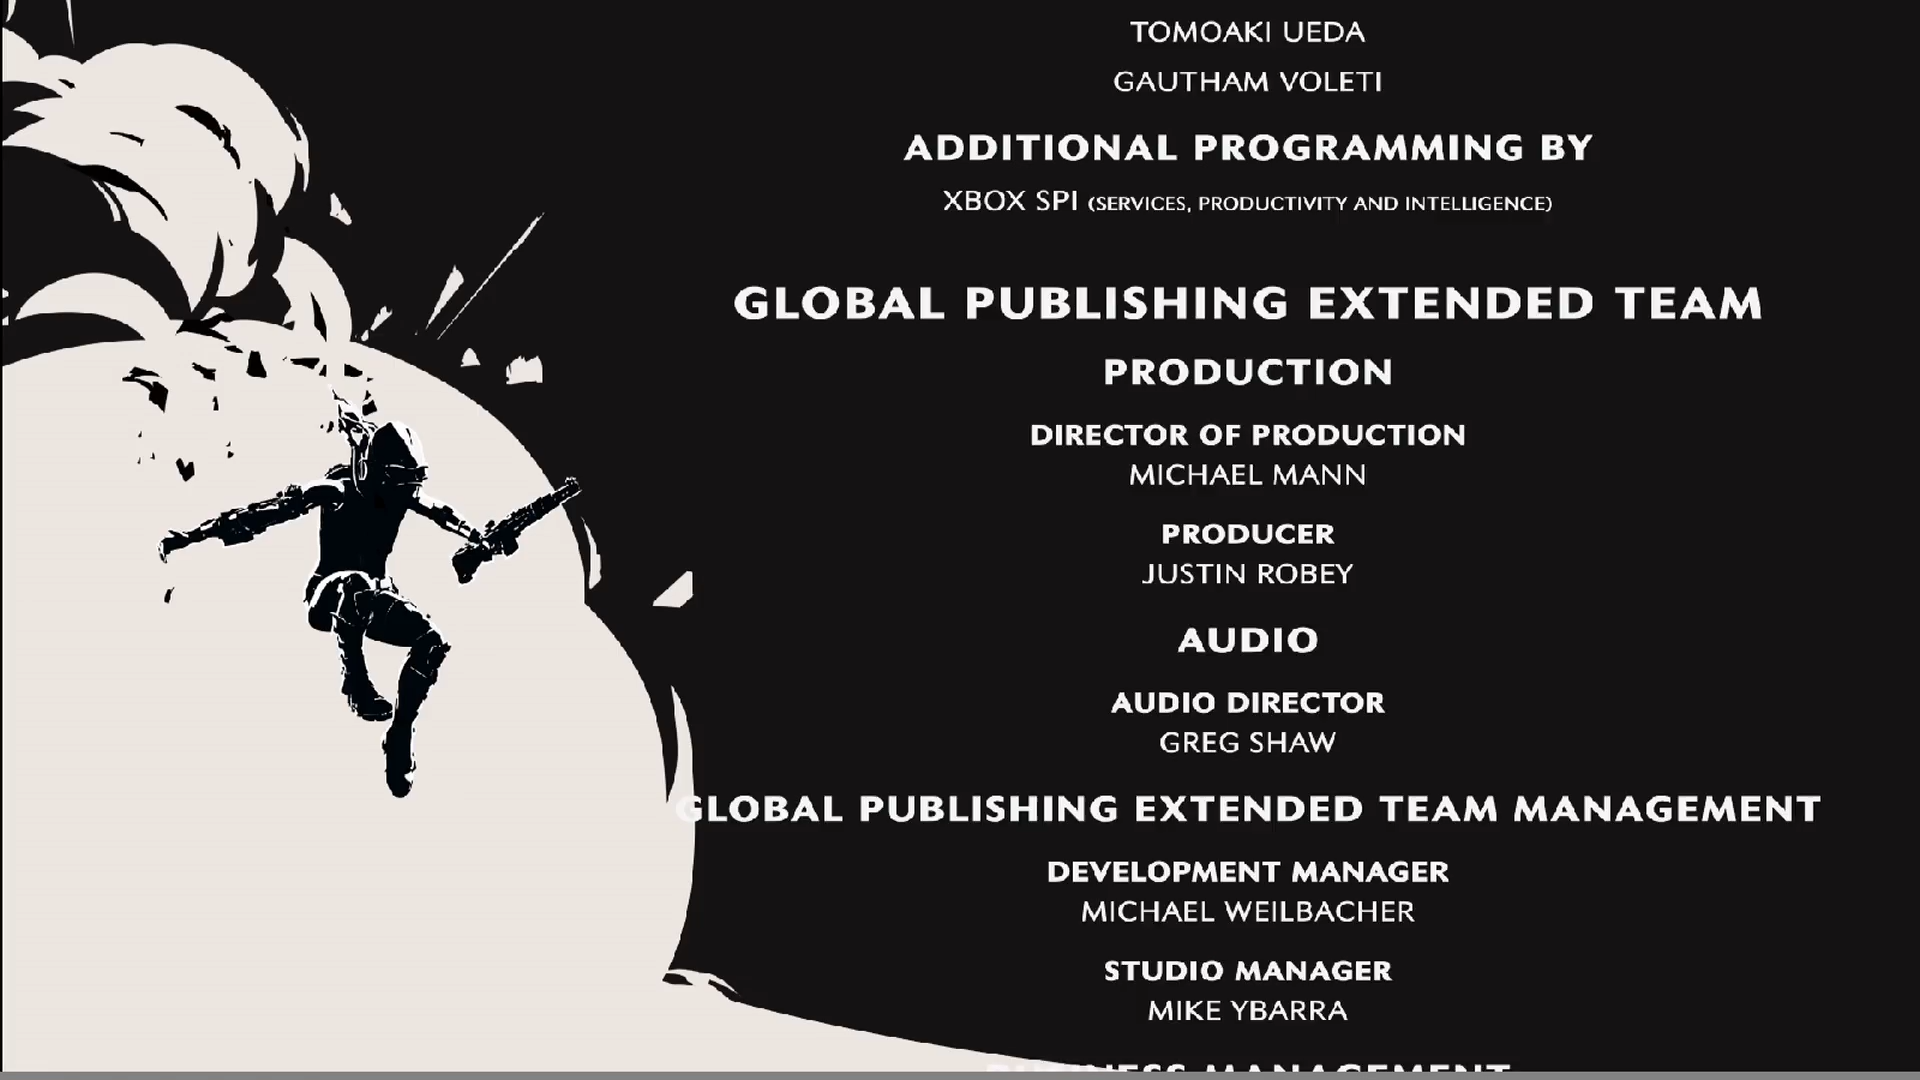 TOMOAKI UEDA
GAUTHAM VOLETI
ADDITIONAL PROGRAMMING BY
XBOX SPI (SERVICES, PRODUCTIVITY AND INTELLIGENCE)
GLOBAL PUBLISHING EXTENDED TEAM
PRODUCTION
DIRECTOR OF PRODUCTION
MICHAEL MANN
PRODUCER
JUSTIN ROBEY
AUDIO
AUDIO DIRECTOR
GREG SHAW
GLOBAL PUBLISHING EXTENDED TEAM MANAGEMENT
DEVELOPMENT MANAGER
MICHAEL WEILBACHER
STUDIO MANAGER
MIKE YBARRA
MANAGEMENT